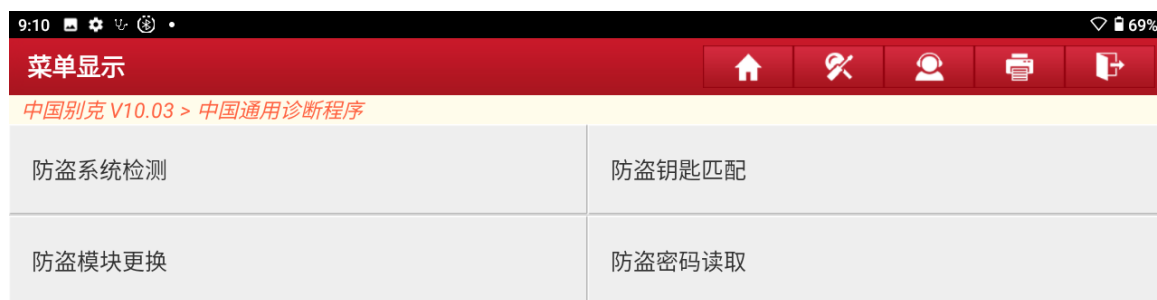 9:10 69%
菜单显示
中国别克 V10.03 > 中国通用诊断程序
防盗系统检测 防盗钥匙匹配
防盗模块更换 防盗密码读取